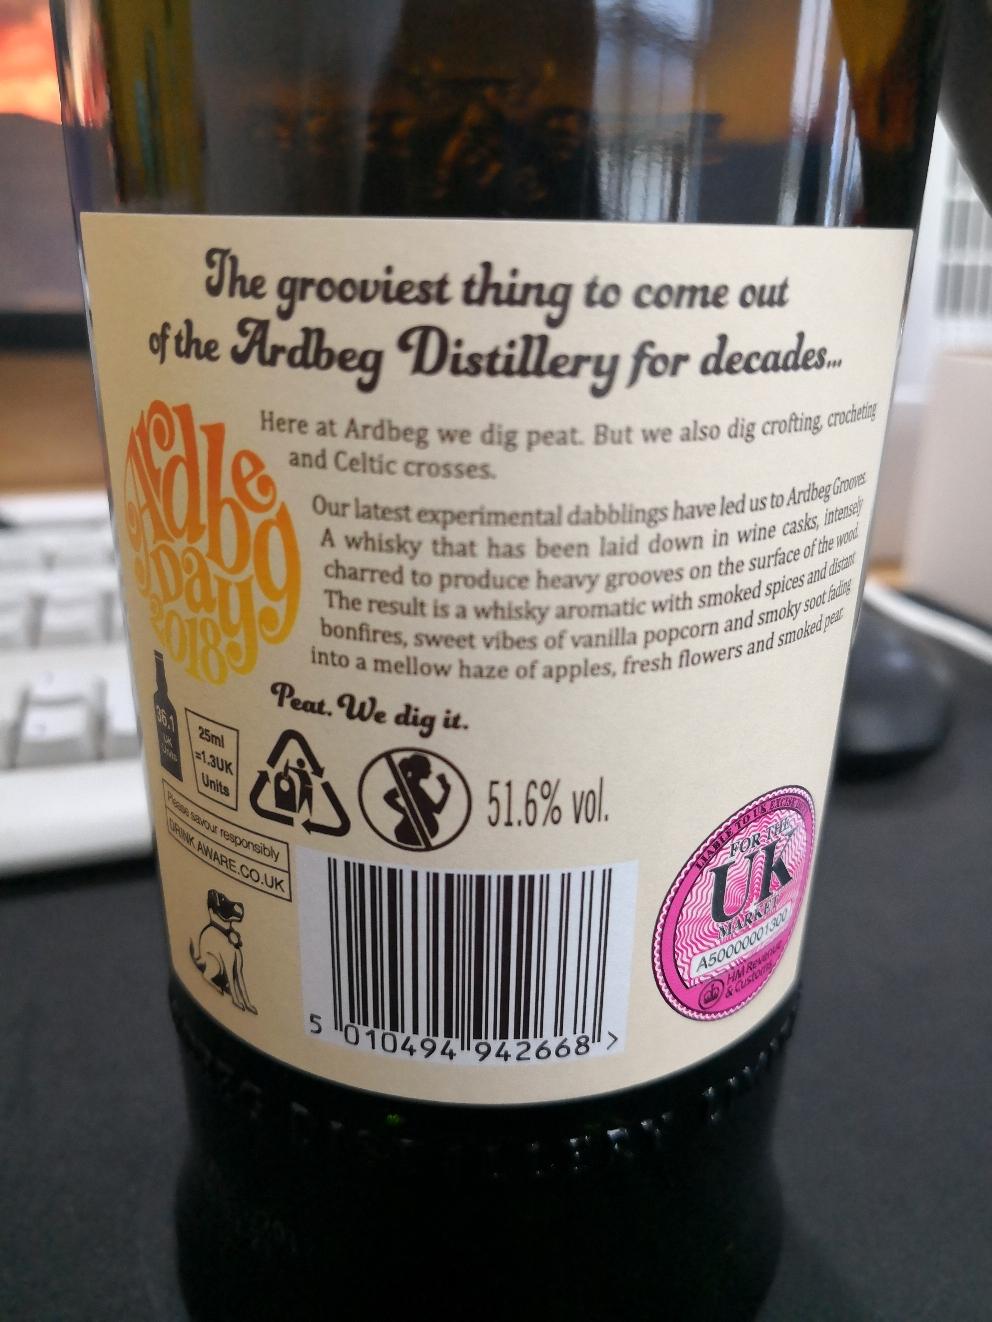 The grooviest thing to come out
of the Ardbeg Distillery for decades...
Here at Ardbeg we dig peat. But we also dig crofting, crocheting
and Celtic crosses.
Our latest experimental dabblings have led us to Ardbeg Grooves.
A whisky that has been laid down in wine casks, intensely
charred to produce heavy grooves on the surface of the wood.
The result is a whisky aromatic with smoked spices and distant
bonfires, sweet vibes of vanilla popcorn and smoky soot fading
into a mellow haze of apples, fresh flowers and smoked pear.
Peat. We dig it.
Ardbeg
Day
2018
36.1
UK
Units
25ml
=1.3UK
Units
51.6% vol.
Please savour responsibly
DRINKAWARE.CO.UK
5 010494 942668 >
LIABLE TO UK EXCISE DUTY
FOR THE
UK
MARKET
A50000001300
HM Revenue
& Customs